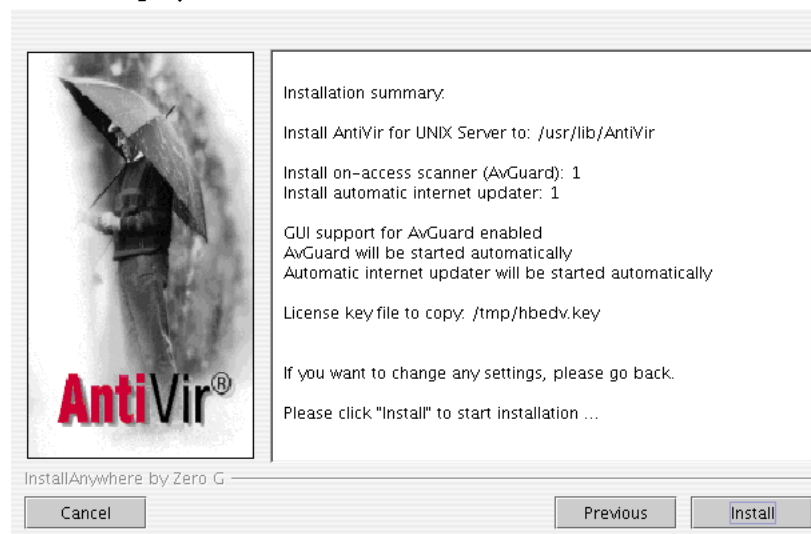 Installation summary:
Install AntiVir for UNIX Server to: /usr/lib/AntiVir
Install on-access scanner (AvGuard): 1
Install automatic internet updater: 1
GUI support for AvGuard enabled
AvGuard will be started automatically
Automatic internet updater will be started automatically
License key file to copy: /tmp/hbedv.key
If you want to change any settings, please go back.
Please click "Install" to start installation ...
AntiVir®
InstallAnywhere by Zero G
Cancel
Previous
Install